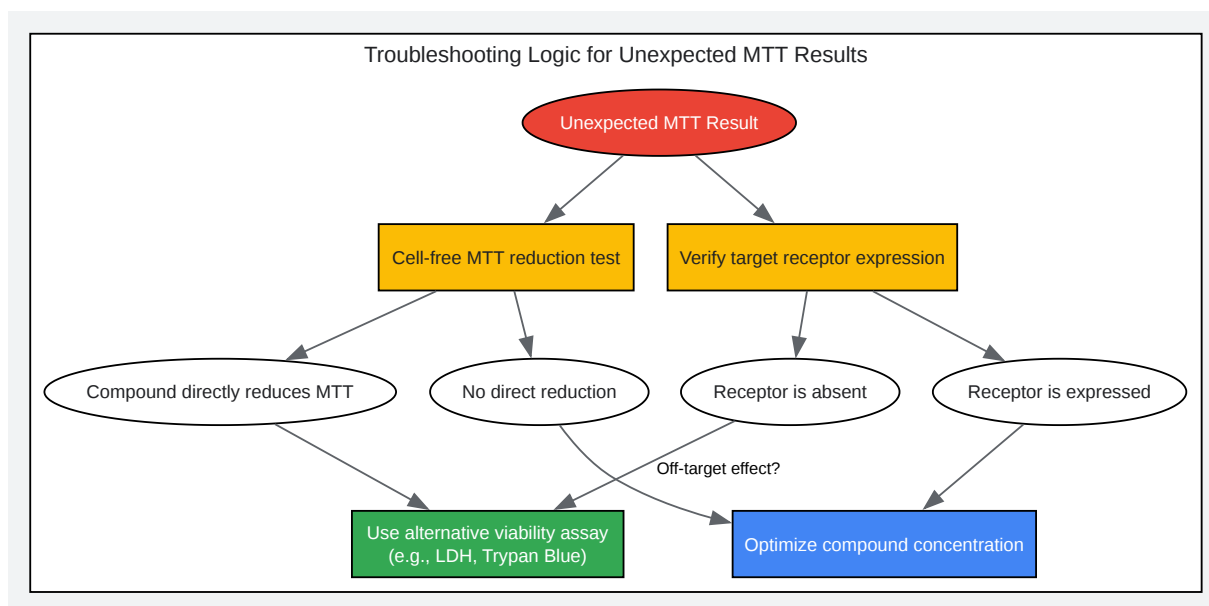 Troubleshooting Logic for Unexpected MTT Results
Unexpected MTT Result
Cell-free MTT reduction test
Verify target receptor expression
Compound directly reduces MTT
No direct reduction
Receptor is absent
Receptor is expressed
Off-target effect?
Use alternative viability assay
(e.g., LDH, Trypan Blue)
Optimize compound concentration